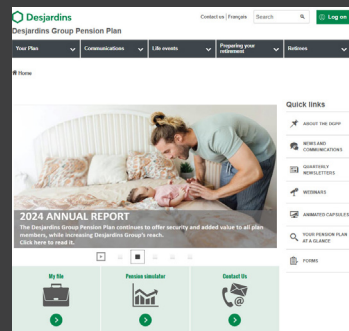 Desjardins
Contact us | Français
Search
Log on
Desjardins Group Pension Plan
Your Plan
Communications
Life events
Preparing your
retirement
Retirees
Home
Quick links
ABOUT THE DGPP
NEWS AND
COMMUNICATIONS
QUARTERLY
NEWSLETTERS
WEBINARS
ANIMATED CAPSULES
YOUR PENSION PLAN
AT A GLANCE
FORMS
2024 ANNUAL REPORT
The Desjardins Group Pension Plan continues to offer security and added value to all plan
members, while increasing Desjardins Group's reach.
Click here to read it.
My file
Pension simulator
Contact Us